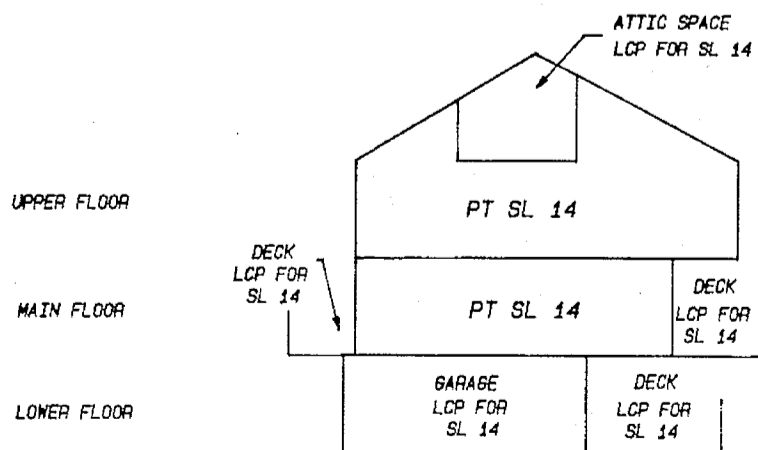 ATTIC SPACE
LCP FOR SL 14
UPPER FLOOR
PT SL 14
DECK
LCP FOR
SL 14
MAIN FLOOR
PT SL 14
DECK
LCP FOR
SL 14
LOWER FLOOR
GARAGE
LCP FOR
SL 14
DECK
LCP FOR
SL 14